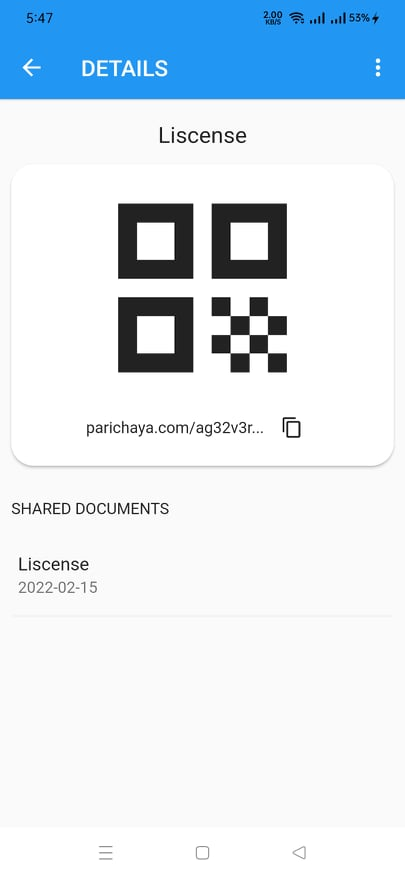 5:47
2.00
KB/S
53%
DETAILS
Liscense
parichaya.com/ag32v3r...
SHARED DOCUMENTS
Liscense
2022-02-15